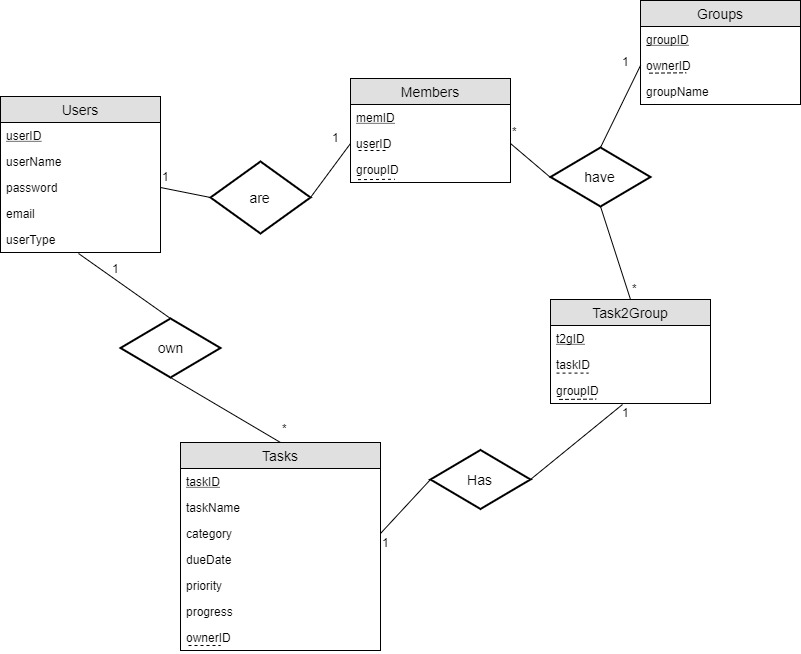 Groups
groupID
ownerID
groupName
1
Members
memID
userID
groupID
1
*
Users
userID
userName
password
email
userType
1
1
are
have
own
*
*
Task2Group
t2gID
taskID
groupID
1
Has
Tasks
taskID
taskName
category
dueDate
priority
progress
ownerID
1